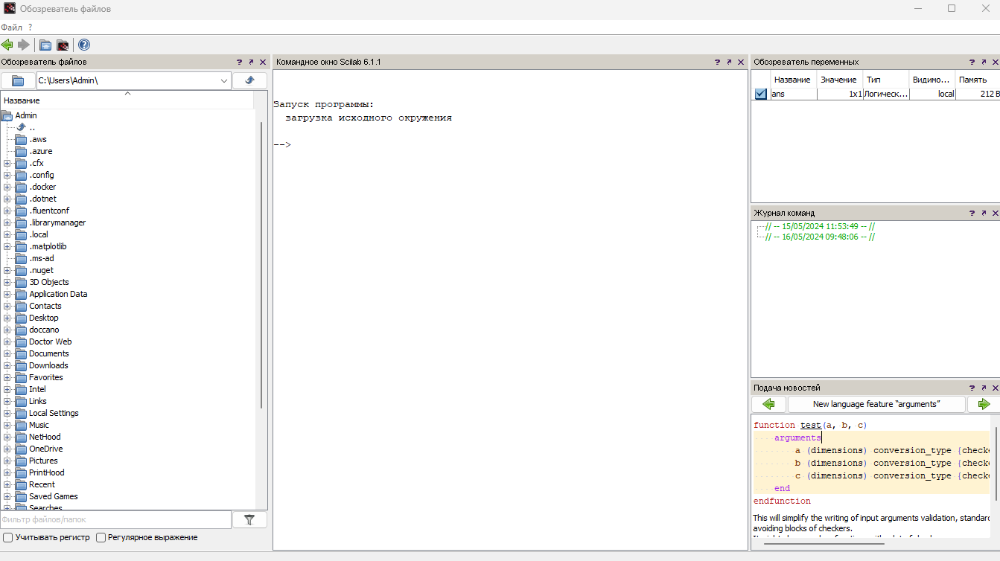 Обозреватель файлов
Файл ?
Обозреватель файлов
C:\Users\Admin\
Название
Admin
..
.aws
.azure
.cfx
.config
.docker
.dotnet
.fluentconf
.librarymanager
.local
.matplotlib
.ms-ad
.nuget
3D Objects
Application Data
Contacts
Desktop
doccano
Doctor Web
Documents
Downloads
Favorites
Intel
Links
Local Settings
Music
NetHood
OneDrive
Pictures
PrintHood
Recent
Saved Games
Searches
Фильтр файлов/папок
Учитывать регистр Регулярное выражение
Командное окно Scilab 6.1.1
Запуск программы:
загрузка исходного окружения
-->
Обозреватель переменных
Название Значение Тип Видимо... Память
ans 1x1 Логическ... local 212 B
Журнал команд
// -- 15/05/2024 11:53:49 -- //
// -- 16/05/2024 09:48:06 -- //
Подача новостей
New language feature “arguments”
function test(a, b, c)
arguments
a (dimensions) conversion_type {checke
b (dimensions) conversion_type {checke
c (dimensions) conversion_type {checke
end
endfunction
This will simplify the writing of input arguments validation, standard
avoiding blocks of checkers.